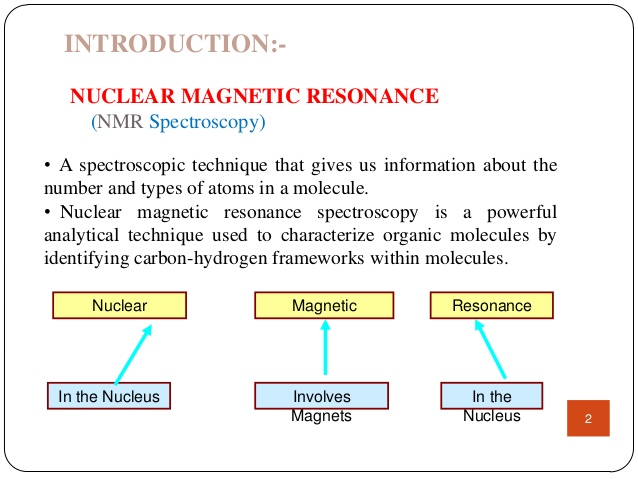 INTRODUCTION:-
NUCLEAR MAGNETIC RESONANCE
(NMR Spectroscopy)
• A spectroscopic technique that gives us information about the
number and types of atoms in a molecule.
• Nuclear magnetic resonance spectroscopy is a powerful
analytical technique used to characterize organic molecules by
identifying carbon-hydrogen frameworks within molecules.
Nuclear
Magnetic
Resonance
In the Nucleus
Involves
Magnets
In the
Nucleus
2